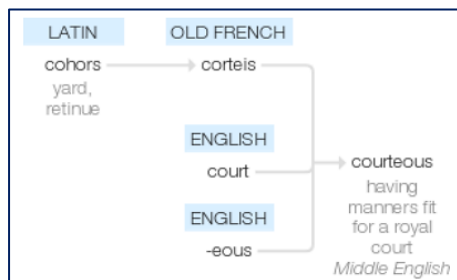 LATIN OLD FRENCH
cohors corteis
yard,
retinue
ENGLISH
court
ENGLISH
-eous
courteous
having
manners fit
for a royal
court
Middle English